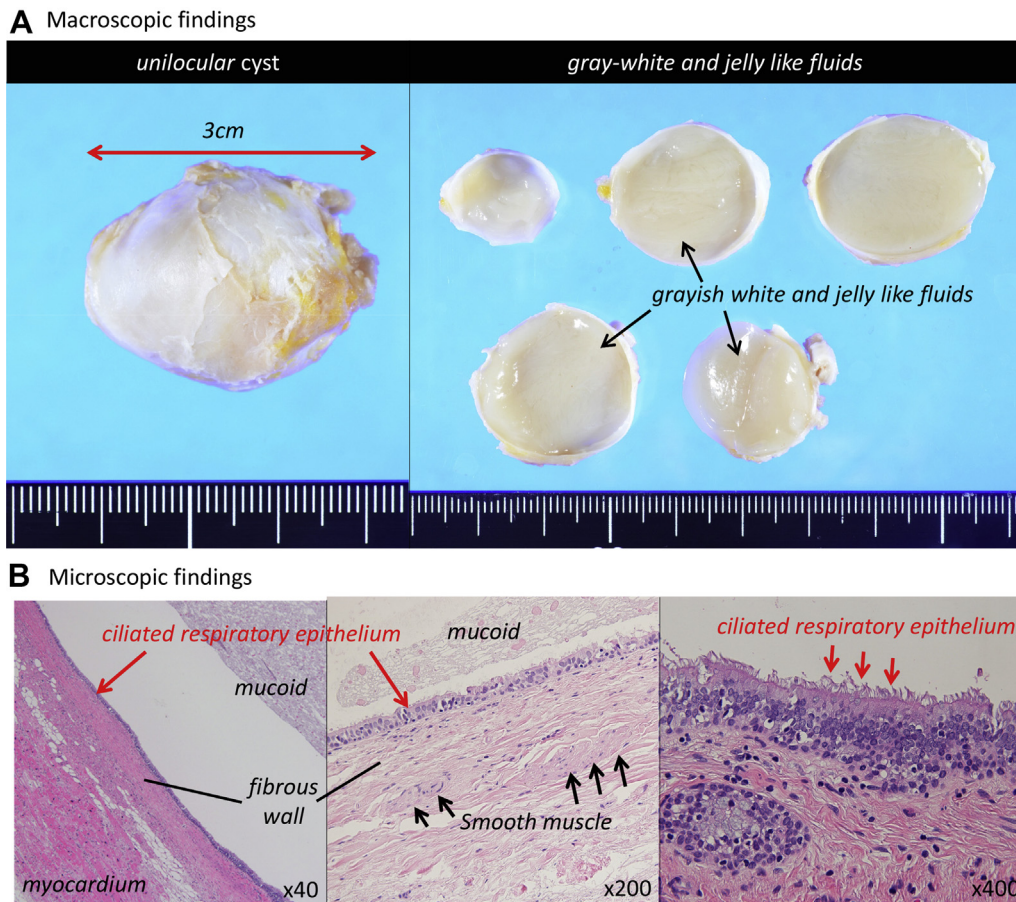 A Macroscopic findings
unilocular cyst
gray-white and jelly like fluids
3cm
grayish white and jelly like fluids
B Microscopic findings
ciliated respiratory epithelium
mucoid
fibrous
wall
myocardium
x40
mucoid
Smooth muscle
x200
ciliated respiratory epithelium
x400